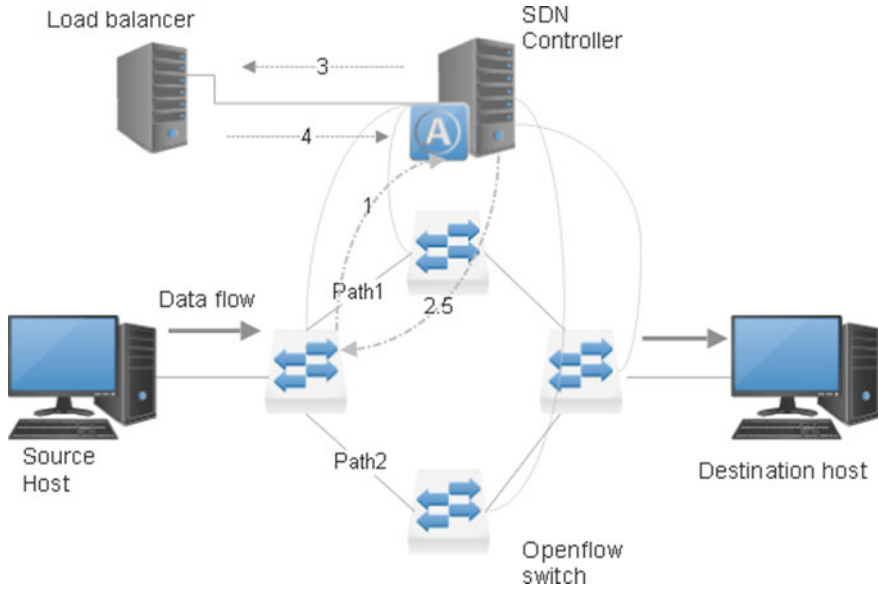 Load balancer
SDN
Controller
3
4
A
1
Data flow
Path1
2.5
Source
Host
Path2
Destination host
Openflow
switch